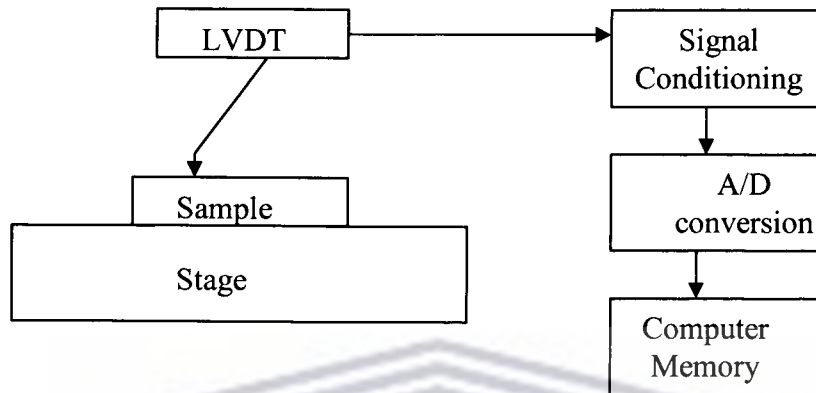 LVDT
Signal
Conditioning
Sample
A/D
conversion
Stage
Computer
Memory